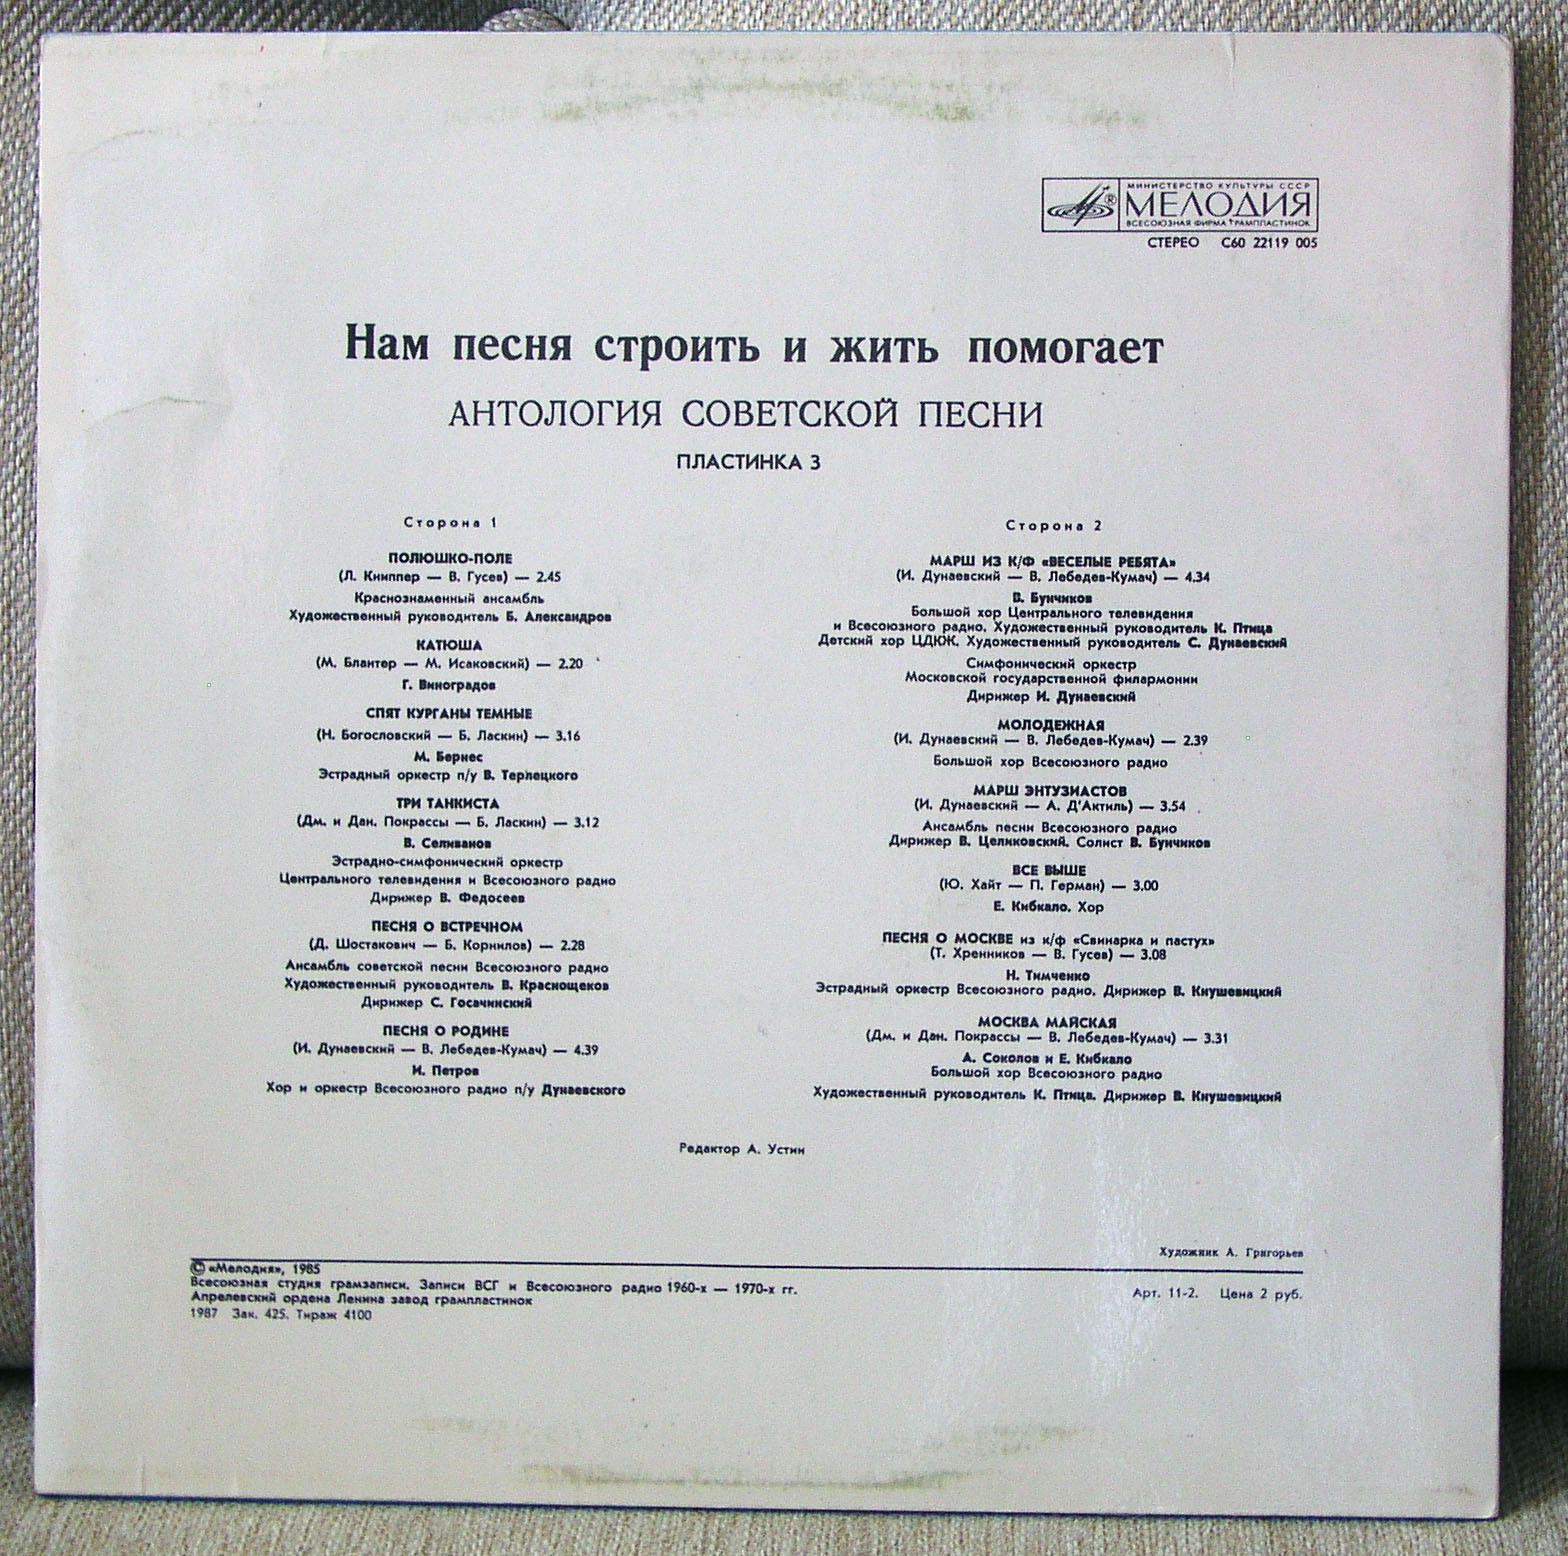 МИНИСТЕРСТВО КУЛЬТУРЫ СССР
МЕЛОДИЯ
ВСЕСОЮЗНАЯ ФИРМА ГРАМПЛАСТИНОК
СТЕРЕО С60 22119 005
Нам песня строить и жить помогает
АНТОЛОГИЯ СОВЕТСКОЙ ПЕСНИ
ПЛАСТИНКА 3
Сторона 1
ПОЛЮШКО-ПОЛЕ
(Л. Книппер — В. Гусев) — 2.45
Краснознаменный ансамбль
Художественный руководитель Б. Александров
КАТЮША
(М. Блантер — М. Исаковский) — 2.20
Г. Виноградов
СПЯТ КУРГАНЫ ТЕМНЫЕ
(Н. Богословский — Б. Ласкин) — 3.16
М. Бернес
Эстрадный оркестр п/у В. Терлецкого
ТРИ ТАНКИСТА
(Дм. и Дан. Покрассы — Б. Ласкин) — 3.12
В. Селиванов
Эстрадно-симфонический оркестр
Центрального телевидения и Всесоюзного радио
Дирижер В. Федосеев
ПЕСНЯ О ВСТРЕЧНОМ
(Д. Шостакович — Б. Корнилов) — 2.28
Ансамбль советской песни Всесоюзного радио
Художественный руководитель В. Краснощеков
Дирижер С. Госачинский
ПЕСНЯ О РОДИНЕ
(И. Дунаевский — В. Лебедев-Кумач) — 4.39
И. Петров
Хор и оркестр Всесоюзного радио п/у Дунаевского
Сторона 2
МАРШ ИЗ К/Ф «ВЕСЕЛЫЕ РЕБЯТА»
(И. Дунаевский — В. Лебедев-Кумач) — 4.34
В. Бунчиков
Большой хор Центрального телевидения
и Всесоюзного радио. Художественный руководитель К. Птица
Детский хор ЦДКЖ. Художественный руководитель С. Дунаевский
Симфонический оркестр
Московской государственной филармонии
Дирижер И. Дунаевский
МОЛОДЕЖНАЯ
(И. Дунаевский — В. Лебедев-Кумач) — 2.39
Большой хор Всесоюзного радио
МАРШ ЭНТУЗИАСТОВ
(И. Дунаевский — А. Д'Актиль) — 3.54
Ансамбль песни Всесоюзного радио
Дирижер В. Целиковский. Солист В. Бунчиков
ВСЕ ВЫШЕ
(Ю. Хайт — П. Герман) — 3.00
Е. Кибкало. Хор
ПЕСНЯ О МОСКВЕ из к/ф «Свинарка и пастух»
(Т. Хренников — В. Гусев) — 3.08
Н. Тимченко
Эстрадный оркестр Всесоюзного радио. Дирижер В. Кнушевицкий
МОСКВА МАЙСКАЯ
(Дм. и Дан. Покрассы — В. Лебедев-Кумач) — 3.31
А. Соколов и Е. Кибкало
Большой хор Всесоюзного радио
Художественный руководитель К. Птица. Дирижер В. Кнушевицкий
Редактор А. Устин
Художник А. Григорьев
© «Мелодия», 1985
Всесоюзная студия грамзаписи. Записи ВСГ и Всесоюзного радио 1960-х — 1970-х гг.
Апрелевский ордена Ленина завод грампластинок
1987 Зак. 425. Тираж 4100
Арт. 11-2. Цена 2 руб.